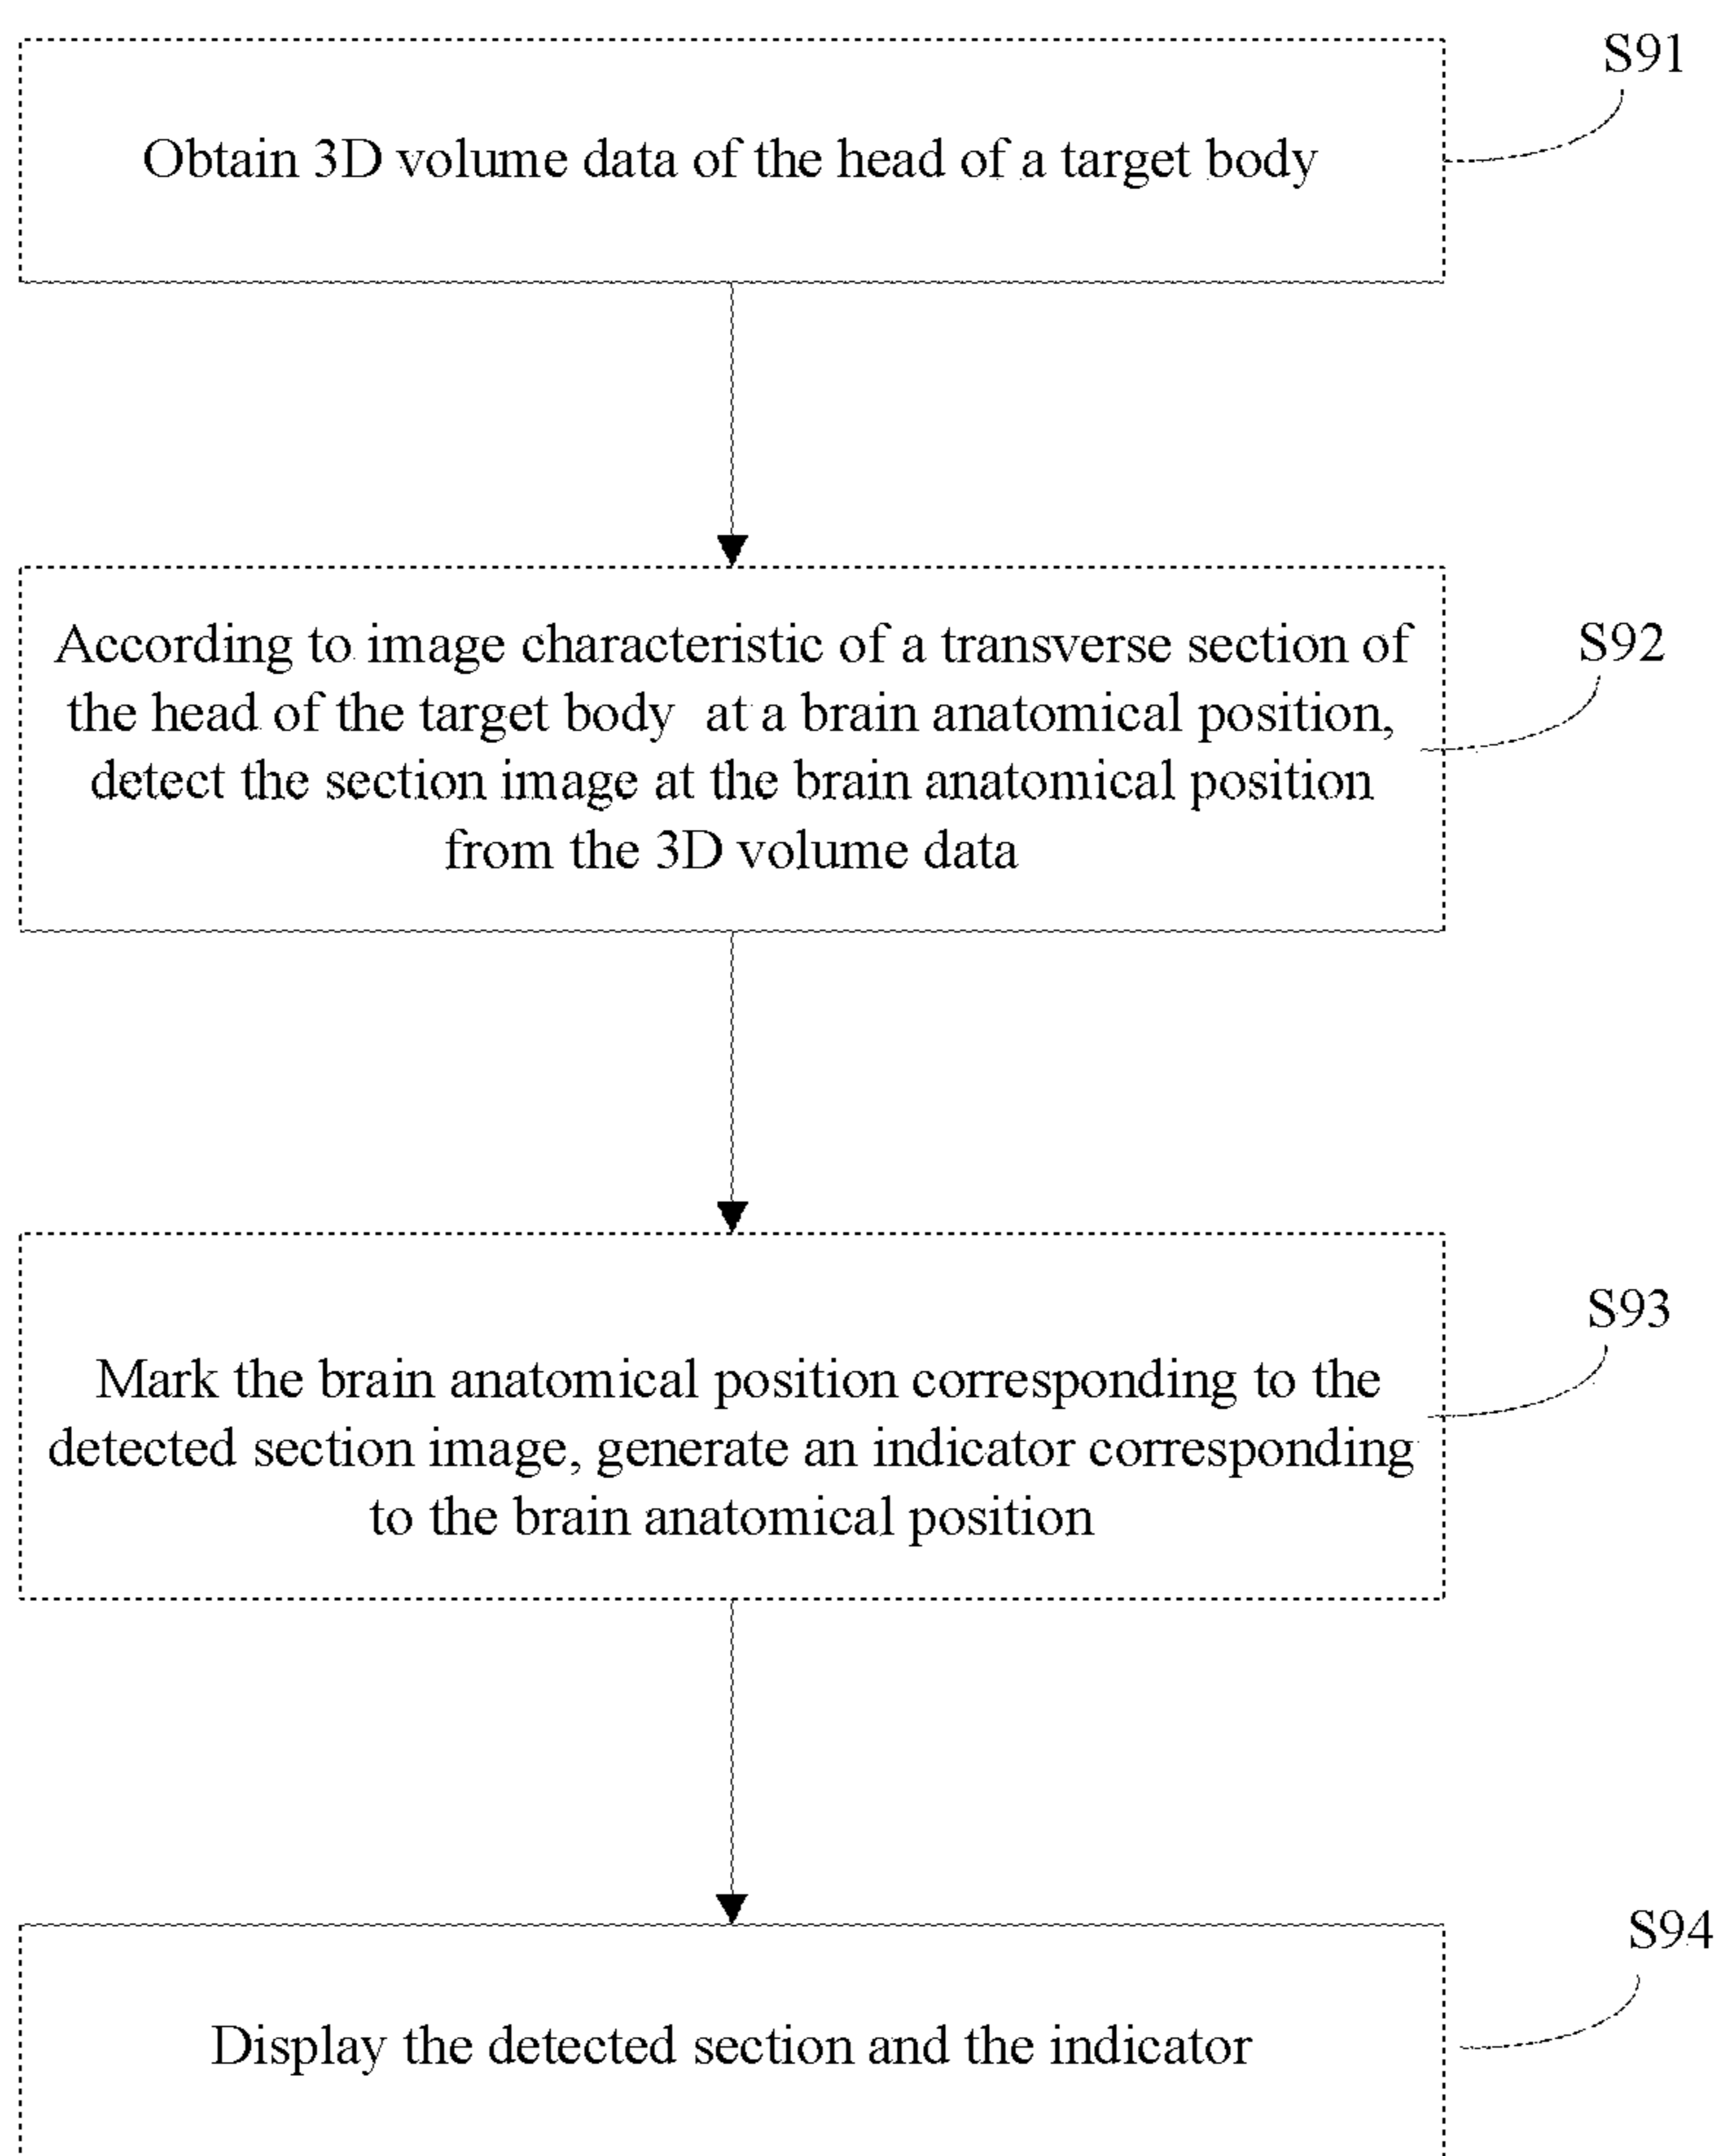 S91
Obtain 3D volume data of the head of a target body
According to image characteristic of a transverse section of
the head of the target body at a brain anatomical position,
detect the section image at the brain anatomical position
from the 3D volume data
S92
Mark the brain anatomical position corresponding to the
detected section image, generate an indicator corresponding
to the brain anatomical position
S93
Display the detected section and the indicator
S94